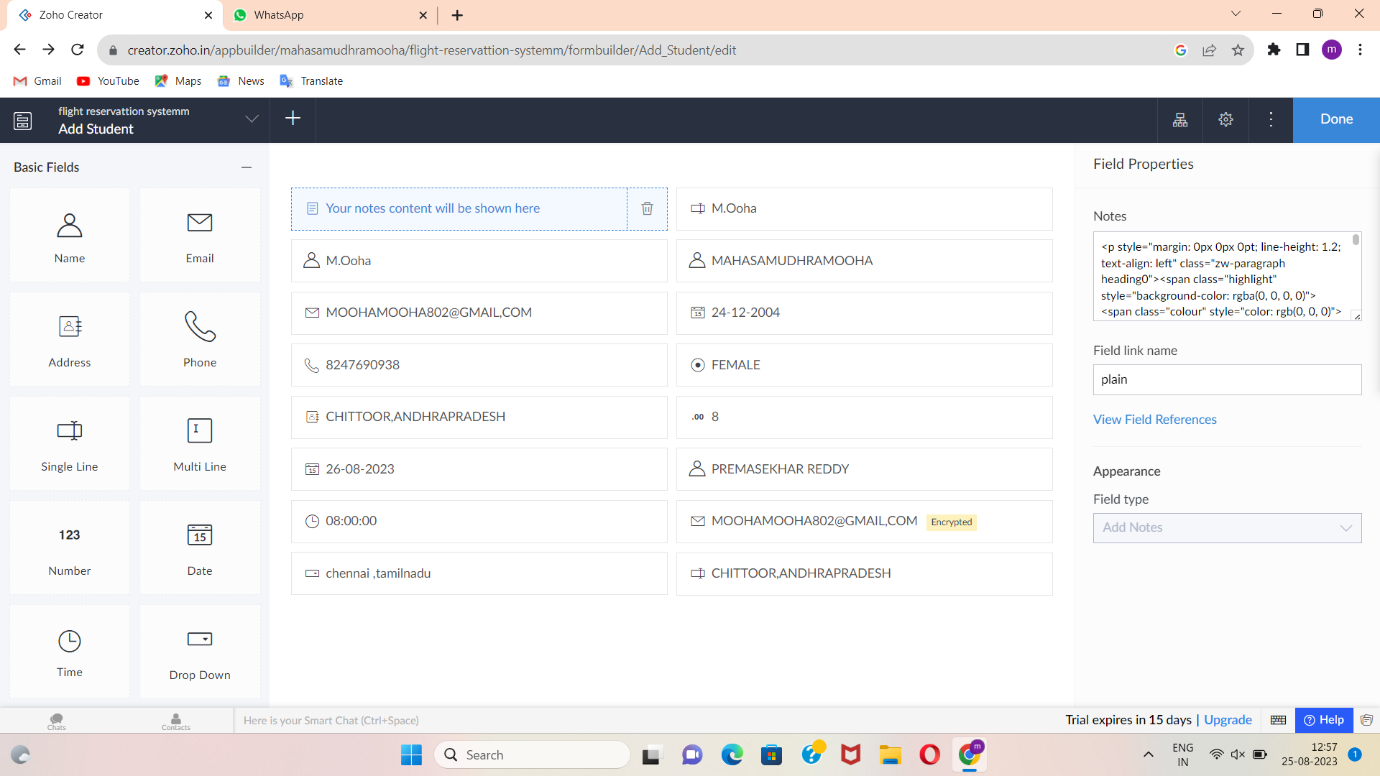 Zoho Creator
WhatsApp
creator.zoho.in/appbuilder/mahasamudhramooha/flight-reservattion-systemm/formbuilder/Add_Student/edit
G
m
Gmail
YouTube
Maps
News
Translate
flight reservattion systemm
Add Student
Done
Basic Fields
Name
Email
Address
Phone
Single Line
Multi Line
123
15
Number
Date
Time
Drop Down
Your notes content will be shown here
M.Ooha
M.Ooha
MAHASAMUDHRAMOOHA
MOOHAMOOHA802@GMAIL,COM
15 24-12-2004
8247690938
FEMALE
CHITTOOR,ANDHRAPRADESH
.00 8
15 26-08-2023
PREMASEKHAR REDDY
08:00:00
MOOHAMOOHA802@GMAIL,COM Encrypted
chennai ,tamilnadu
CHITTOOR,ANDHRAPRADESH
Field Properties
Notes
<p style="margin: 0px 0px 0pt; line-height: 1.2;
text-align: left" class="zw-paragraph
heading0"><span class="highlight"
style="background-color: rgba(0, 0, 0, 0)">
<span class="colour" style="color: rgb(0, 0, 0)">
Field link name
plain
View Field References
Appearance
Field type
Add Notes
Chats
Contacts
Here is your Smart Chat (Ctrl+Space)
Trial expires in 15 days | Upgrade
Help
Search
m
ENG
IN
12:57
25-08-2023
1